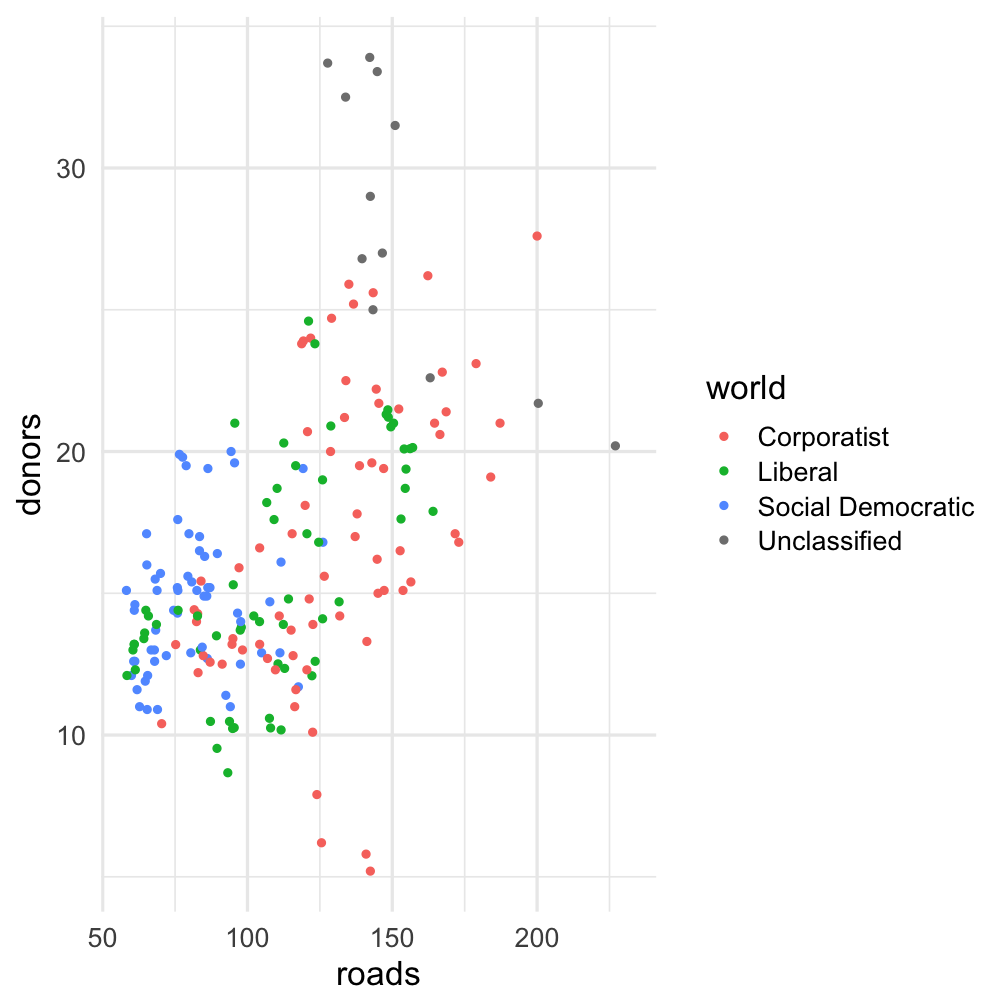 30
20
10
donors
50 100 150 200
roads
world
Corporatist
Liberal
Social Democratic
Unclassified